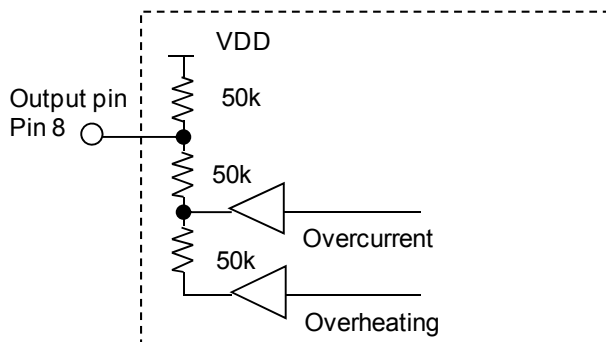 VDD
50k
Output pin
Pin 8
50k
Overcurrent
50k
Overheating